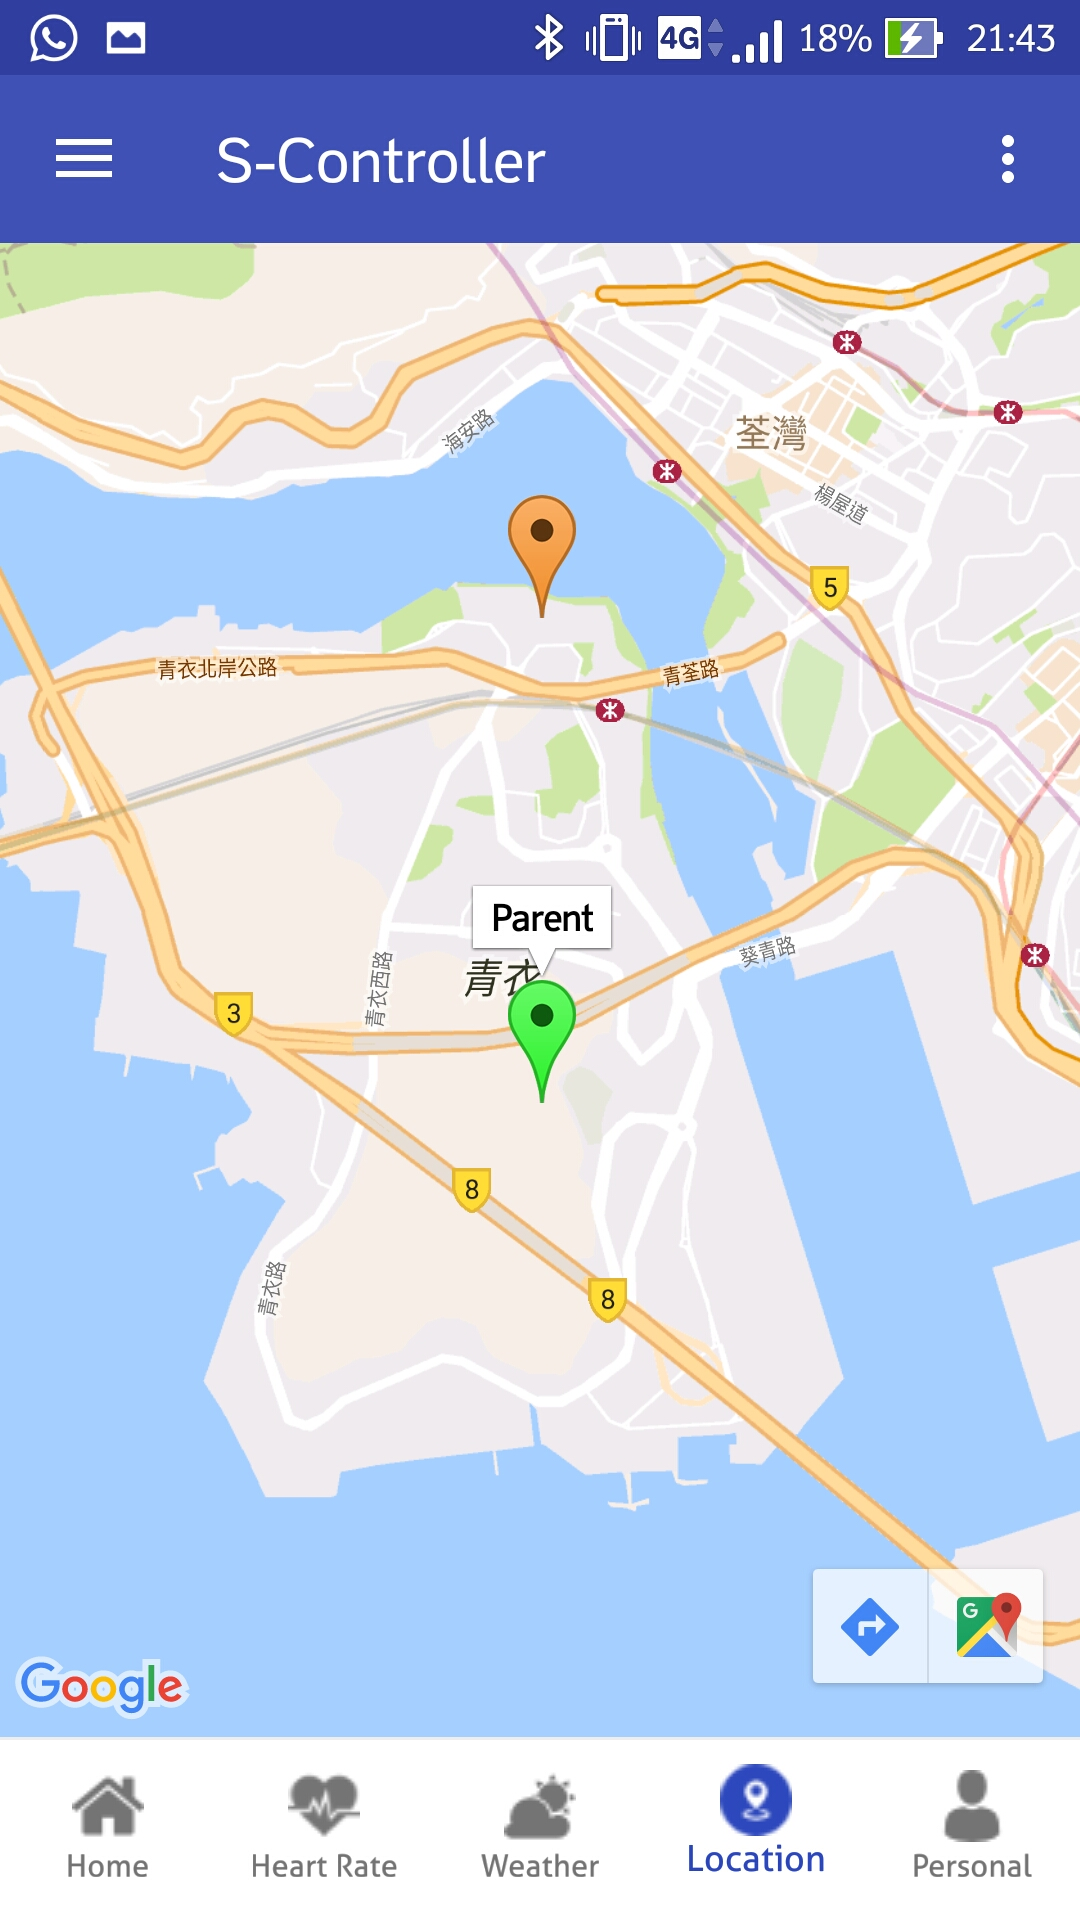 4G 18% 21:43
S-Controller
海安路
荃灣
楊屋道
5
青衣北岸公路
青荃路
Parent
葵青路
青衣
青衣西路
3
8
青衣路
8
G
Google
Home Heart Rate Weather Location Personal